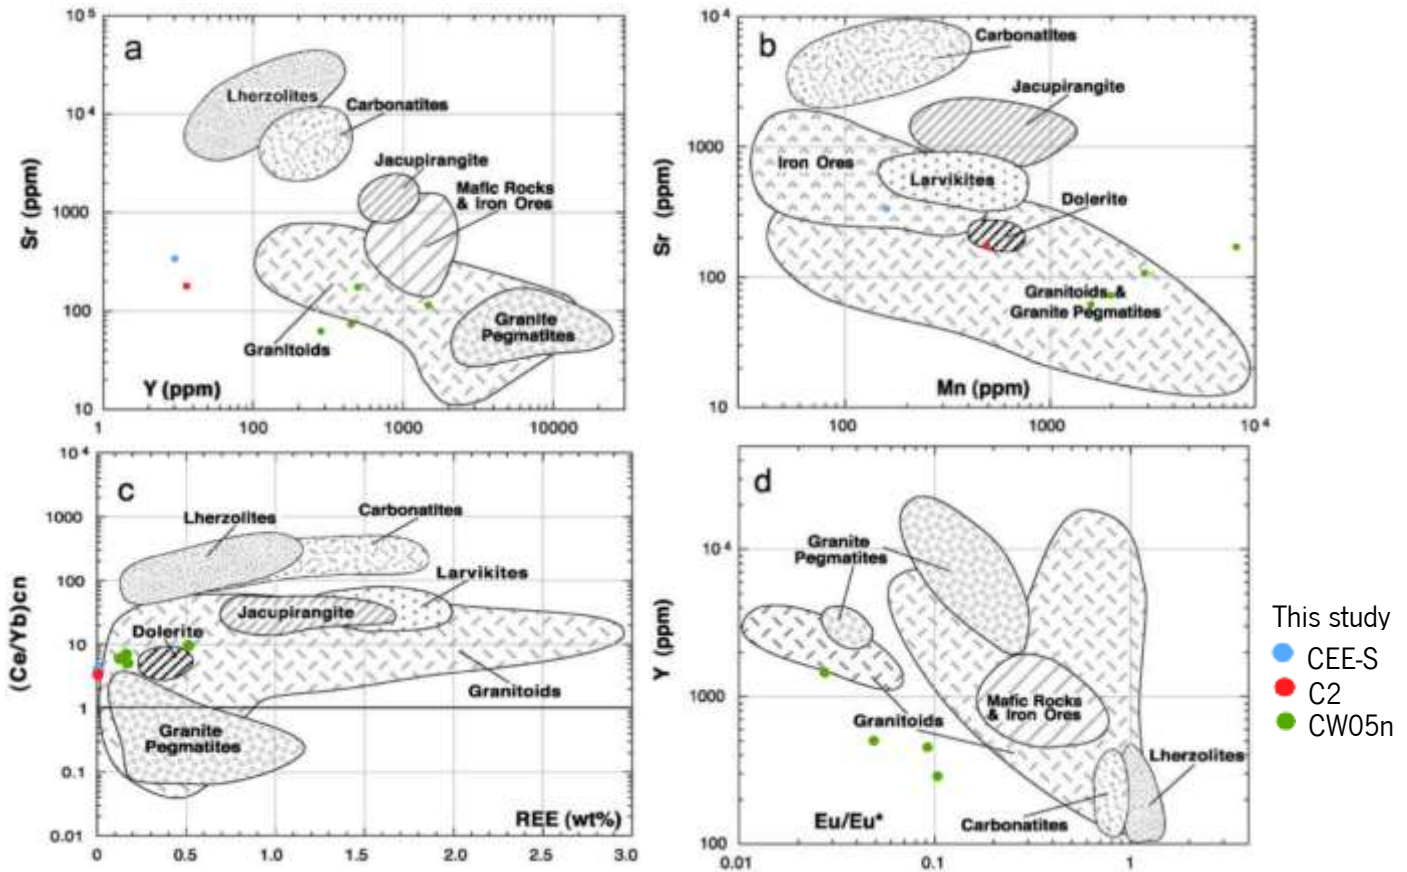 a
10⁵
10⁴
1000
100
10
Sr (ppm)
Lherzolites
Carbonatites
Jacupirangite
Mafic Rocks
& Iron Ores
Granite
Pegmatites
Granitoids
Y (ppm)
1
100
1000
10000
b
10⁴
1000
100
10
Sr (ppm)
Carbonatites
Jacupirangite
Iron Ores
Larvikites
Dolerite
Granitoids &
Granite Pegmatites
Mn (ppm)
100
1000
10⁴
c
10⁴
1000
100
10
1
0.1
0.01
(Ce/Yb)cn
Lherzolites
Carbonatites
Larvikites
Jacupirangite
Dolerite
Granitoids
Granite
Pegmatites
REE (wt%)
0
0.5
1.0
1.5
2.0
2.5
3.0
d
10⁴
1000
100
Y (ppm)
Granite
Pegmatites
Mafic Rocks
& Iron Ores
Granitoids
Lherzolites
Carbonatites
Eu/Eu*
0.01
0.1
1
This study
CEE-S
C2
CW05n